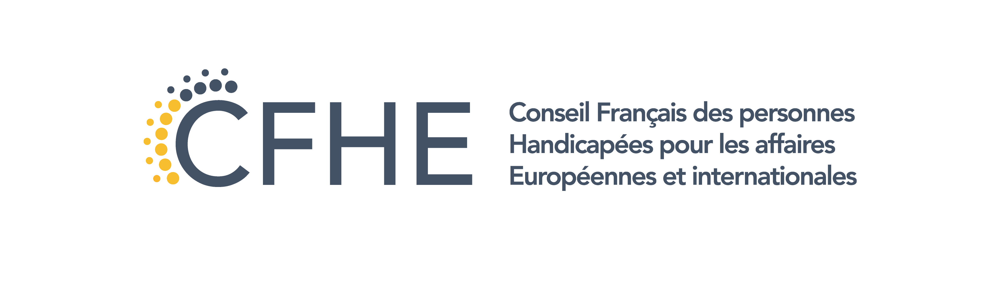 CFHE
Conseil Français des personnes
Handicapées pour les affaires
Européennes et internationales